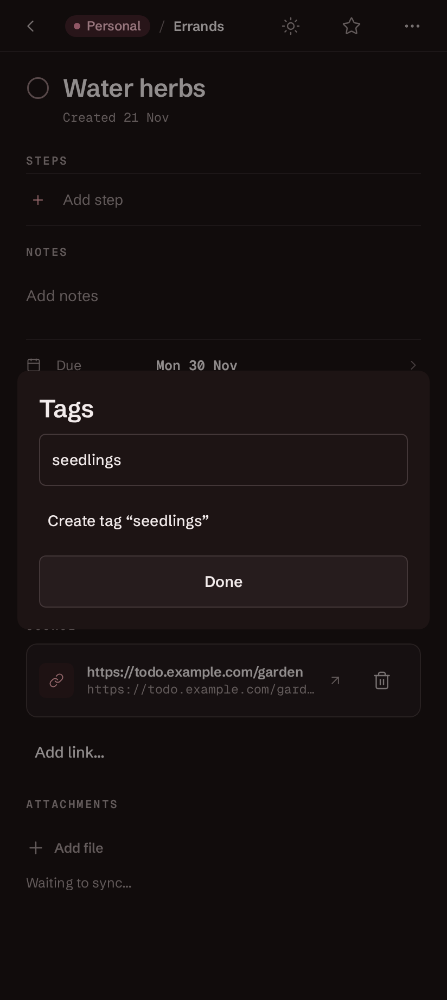 Personal / Errands
Water herbs
Created 21 Nov
STEPS
Add step
NOTES
Add notes
Due Mon 30 Nov
Tags
seedlings
Create tag “seedlings”
Done
https://todo.example.com/garden
https://todo.example.com/gard…
Add link…
ATTACHMENTS
Add file
Waiting to sync…